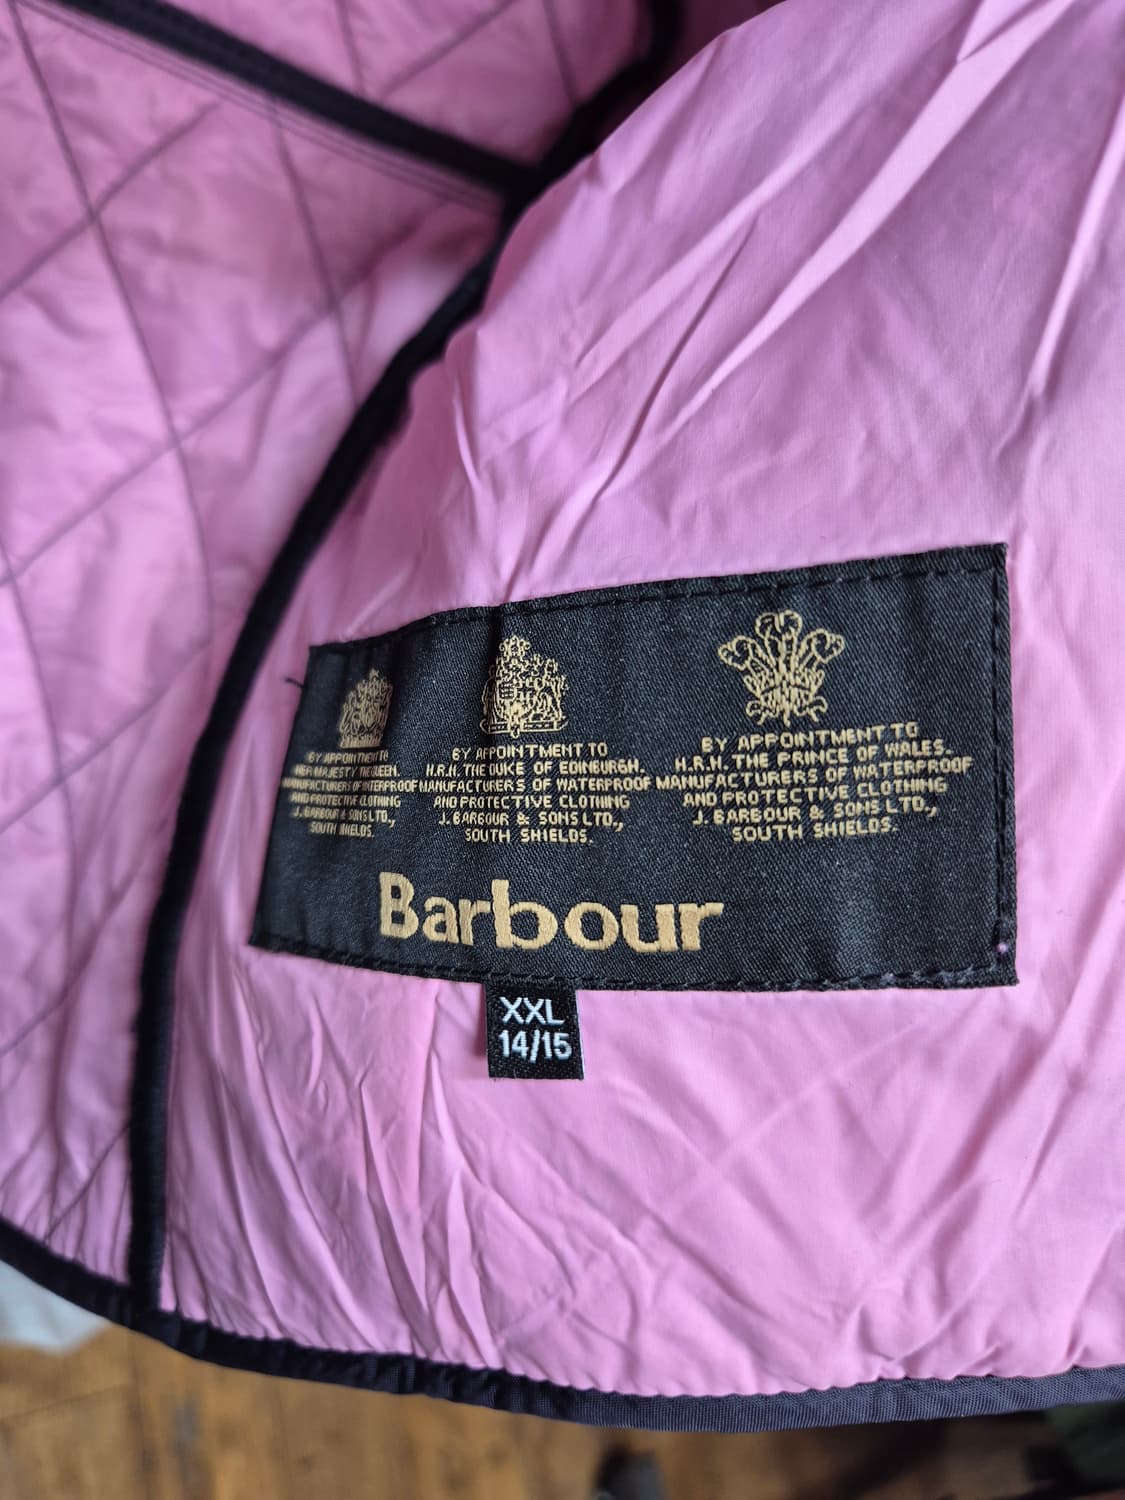 BY APPOINTMENT TO
HER MAJESTY THE QUEEN.
MANUFACTURERS OF WATERPROOF
AND PROTECTIVE CLOTHING
J. BARBOUR & SONS LTD.,
SOUTH SHIELDS.
BY APPOINTMENT TO
H.R.H. THE DUKE OF EDINBURGH.
MANUFACTURERS OF WATERPROOF
AND PROTECTIVE CLOTHING
J. BARBOUR & SONS LTD.,
SOUTH SHIELDS.
BY APPOINTMENT TO
H.R.H. THE PRINCE OF WALES.
MANUFACTURERS OF WATERPROOF
AND PROTECTIVE CLOTHING
J. BARBOUR & SONS LTD.,
SOUTH SHIELDS.
Barbour
XXL
14/15